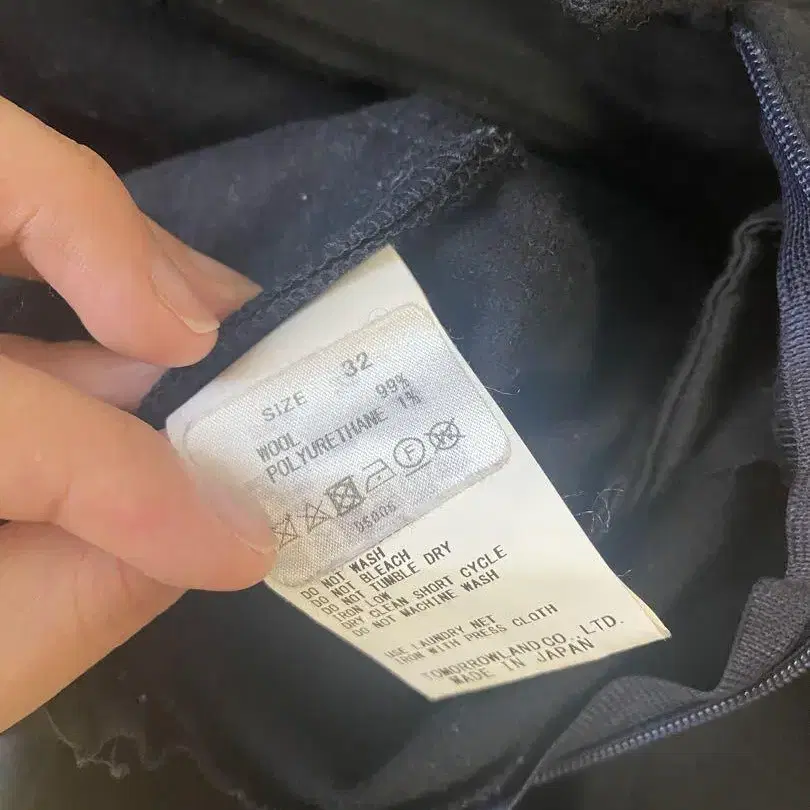 SIZE 32
WOOL 99%
POLYURETHANE 1%
DO NOT WASH
DO NOT BLEACH
DO NOT TUMBLE DRY
IRON LOW
DRY CLEAN SHORT CYCLE
DO NOT MACHINE WASH
USE LAUNDRY NET
IRON WITH PRESS CLOTH
TOMORROWLAND CO., LTD.
MADE IN JAPAN